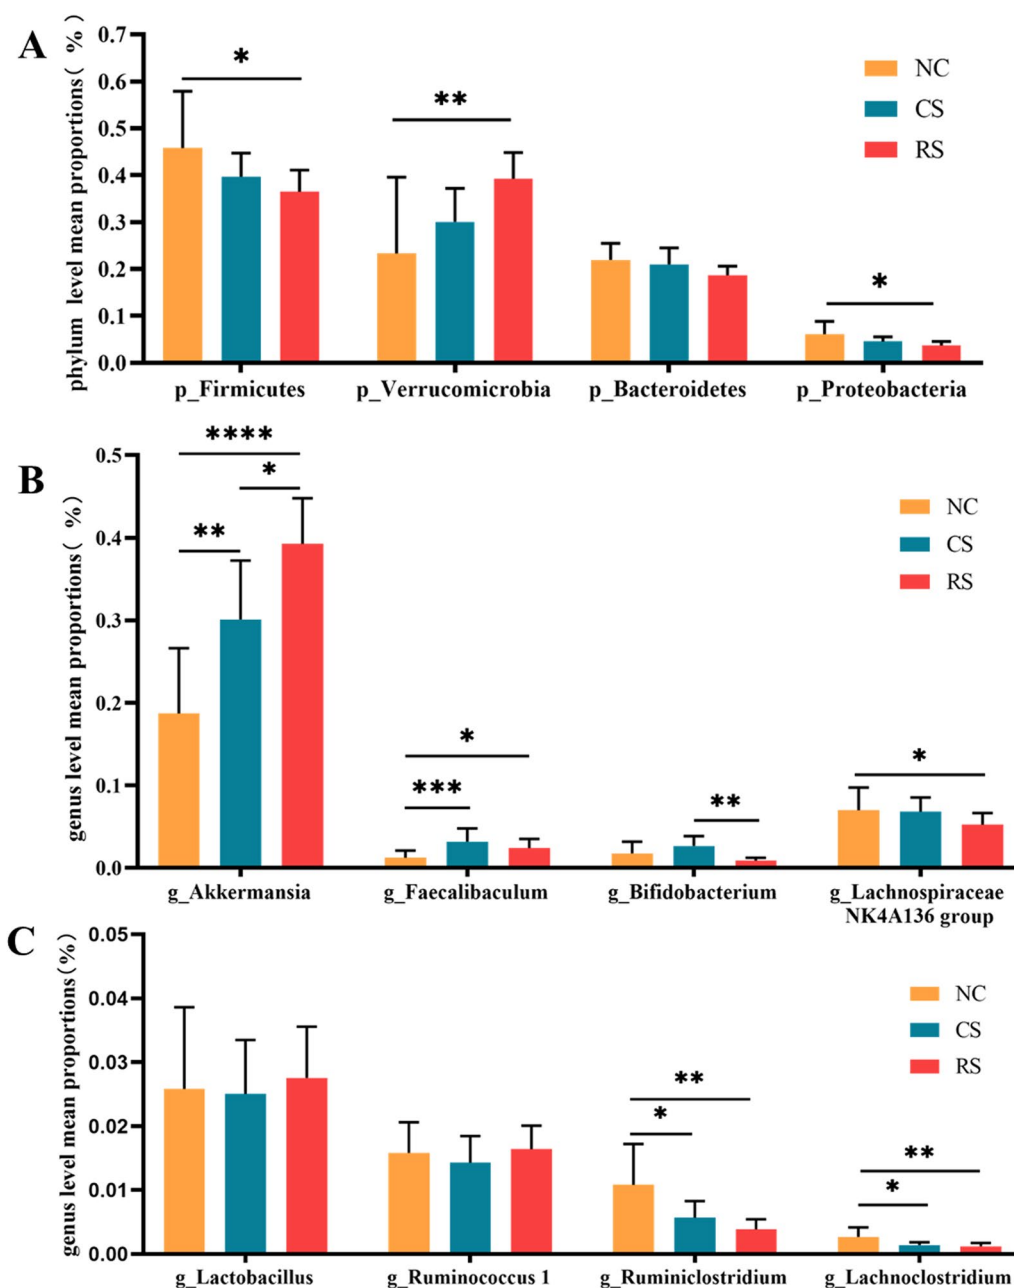 A
phylum level mean proportions( %)
0.7
0.6
0.5
0.4
0.3
0.2
0.1
0.0
*
**
*
NC
CS
RS
p_Firmicutes
p_Verrucomicrobia
p_Bacteroidetes
p_Proteobacteria
B
genus level mean proportions( %)
0.5
0.4
0.3
0.2
0.1
0.0
****
*
**
*
***
**
*
NC
CS
RS
g_Akkermansia
g_Faecalibaculum
g_Bifidobacterium
g_Lachnospiraceae
NK4A136 group
C
genus level mean proportions(%)
0.05
0.04
0.03
0.02
0.01
0.00
**
*
**
*
NC
CS
RS
g_Lactobacillus
g_Ruminococcus 1
g_Ruminiclostridium
g_Lachnoclostridium